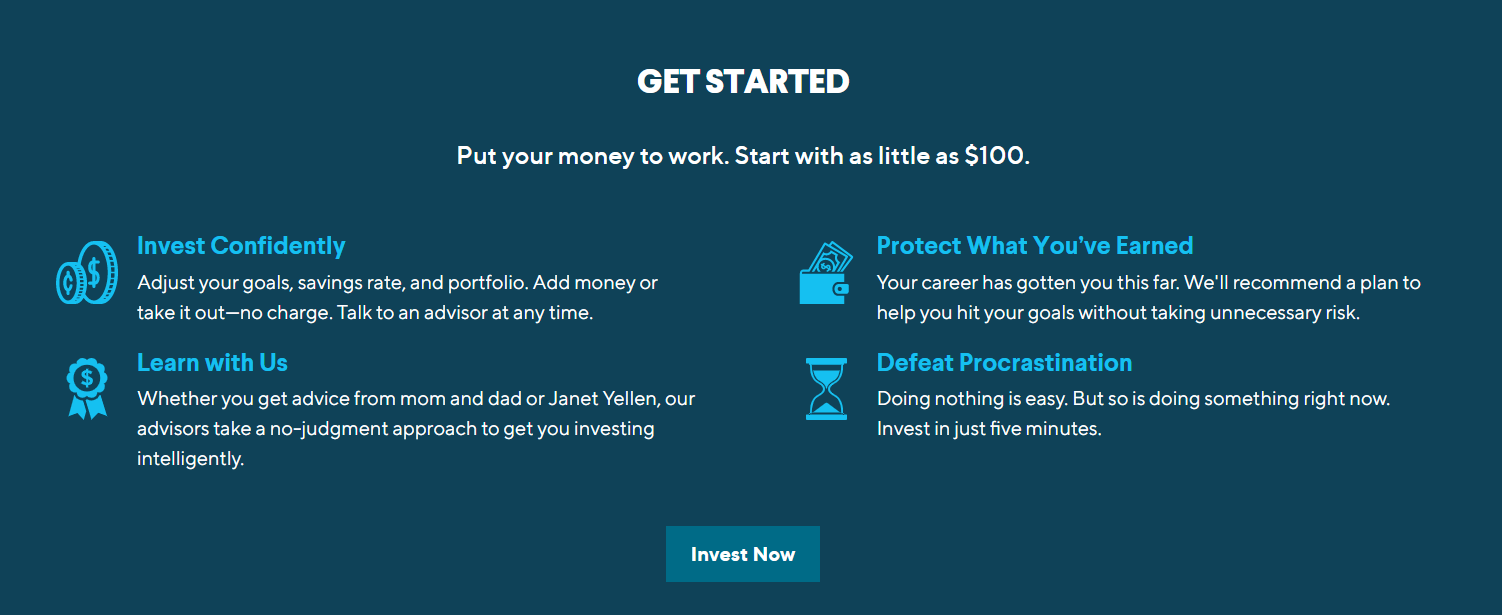 GET STARTED
Put your money to work. Start with as little as $100.
Invest Confidently
Adjust your goals, savings rate, and portfolio. Add money or
take it out—no charge. Talk to an advisor at any time.
Protect What You’ve Earned
Your career has gotten you this far. We'll recommend a plan to
help you hit your goals without taking unnecessary risk.
Learn with Us
Whether you get advice from mom and dad or Janet Yellen, our
advisors take a no-judgment approach to get you investing
intelligently.
Defeat Procrastination
Doing nothing is easy. But so is doing something right now.
Invest in just five minutes.
Invest Now